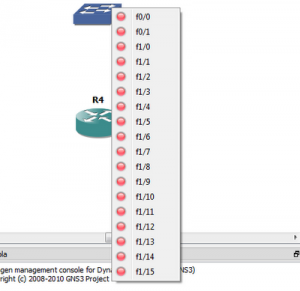 f0/0
f0/1
f1/0
f1/1
f1/2
f1/3
f1/4
f1/5
f1/6
f1/7
f1/8
f1/9
f1/10
f1/11
f1/12
f1/13
f1/14
f1/15
R4
ola
gen management console for Dyna NS3)
right (c) 2008-2010 GNS3 Project